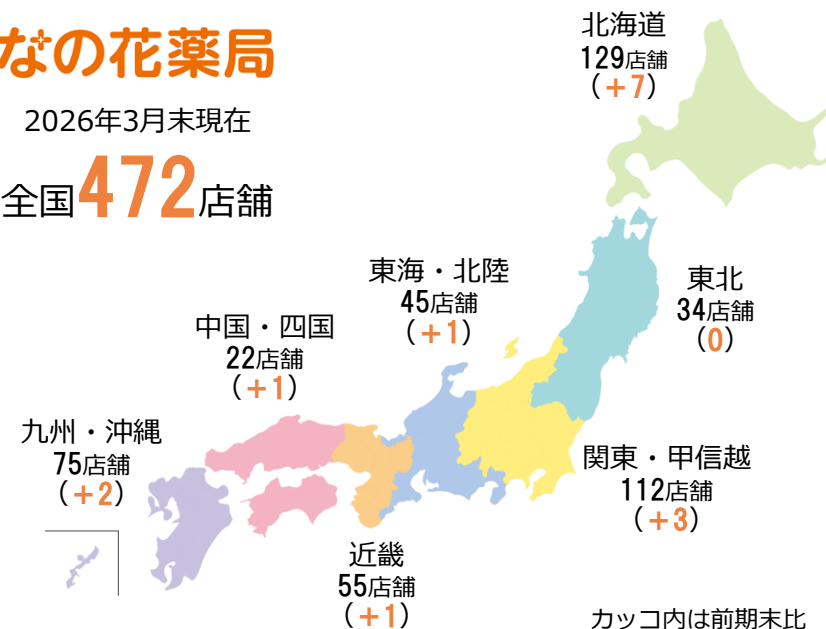 なの花薬局
2026年3月末現在
全国472店舗
北海道
129店舗
（+7）
東北
34店舗
（0）
東海・北陸
45店舗
（+1）
中国・四国
22店舗
（+1）
九州・沖縄
75店舗
（+2）
関東・甲信越
112店舗
（+3）
近畿
55店舗
（+1）
カッコ内は前期末比